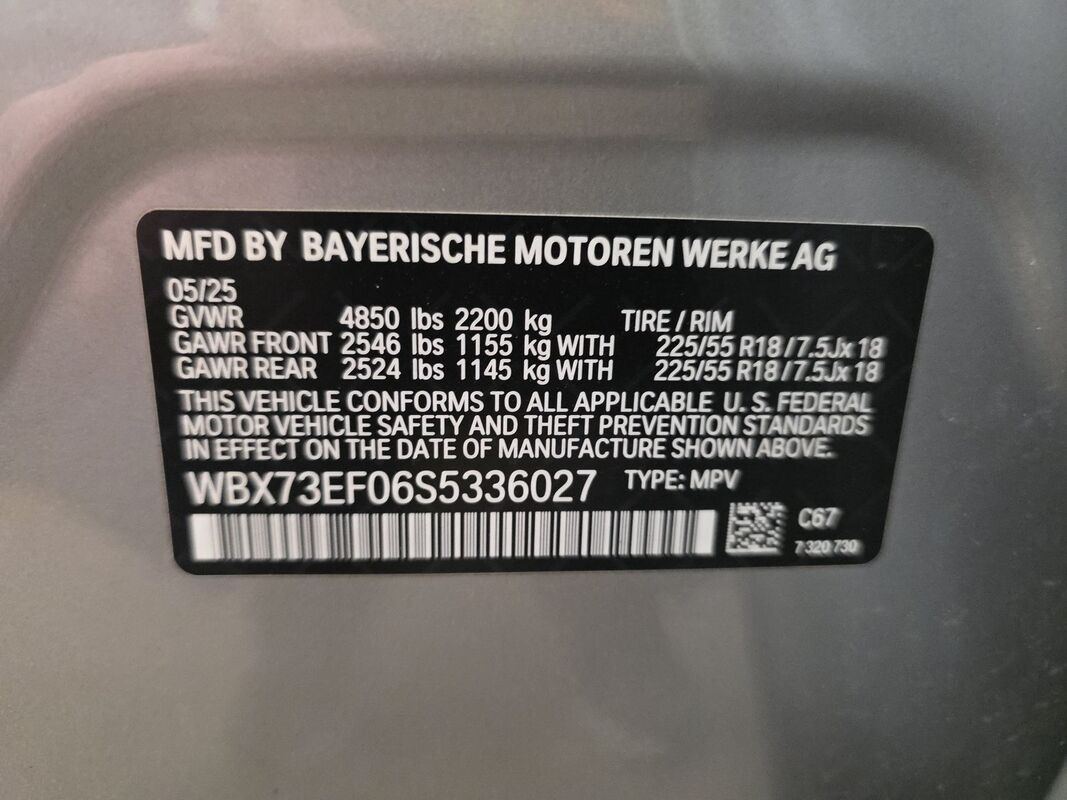 MFD BY BAYERISCHE MOTOREN WERKE AG
05/25
GVWR 4850 lbs 2200 kg TIRE / RIM
GAWR FRONT 2546 lbs 1155 kg WITH 225/55 R18 / 7.5Jx 18
GAWR REAR 2524 lbs 1145 kg WITH 225/55 R18 / 7.5Jx 18
THIS VEHICLE CONFORMS TO ALL APPLICABLE U. S. FEDERAL
MOTOR VEHICLE SAFETY AND THEFT PREVENTION STANDARDS
IN EFFECT ON THE DATE OF MANUFACTURE SHOWN ABOVE.
WBX73EF06S5336027 TYPE: MPV
C67
7 320 730